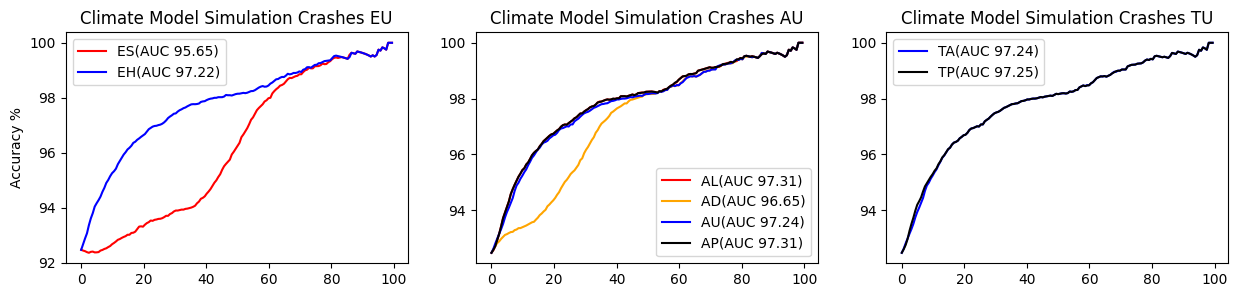 Climate Model Simulation Crashes EU
Accuracy %
100
98
96
94
92
ES(AUC 95.65)
EH(AUC 97.22)
0 20 40 60 80 100
Climate Model Simulation Crashes AU
100
98
96
94
AL(AUC 97.31)
AD(AUC 96.65)
AU(AUC 97.24)
AP(AUC 97.31)
0 20 40 60 80 100
Climate Model Simulation Crashes TU
100
98
96
94
TA(AUC 97.24)
TP(AUC 97.25)
0 20 40 60 80 100